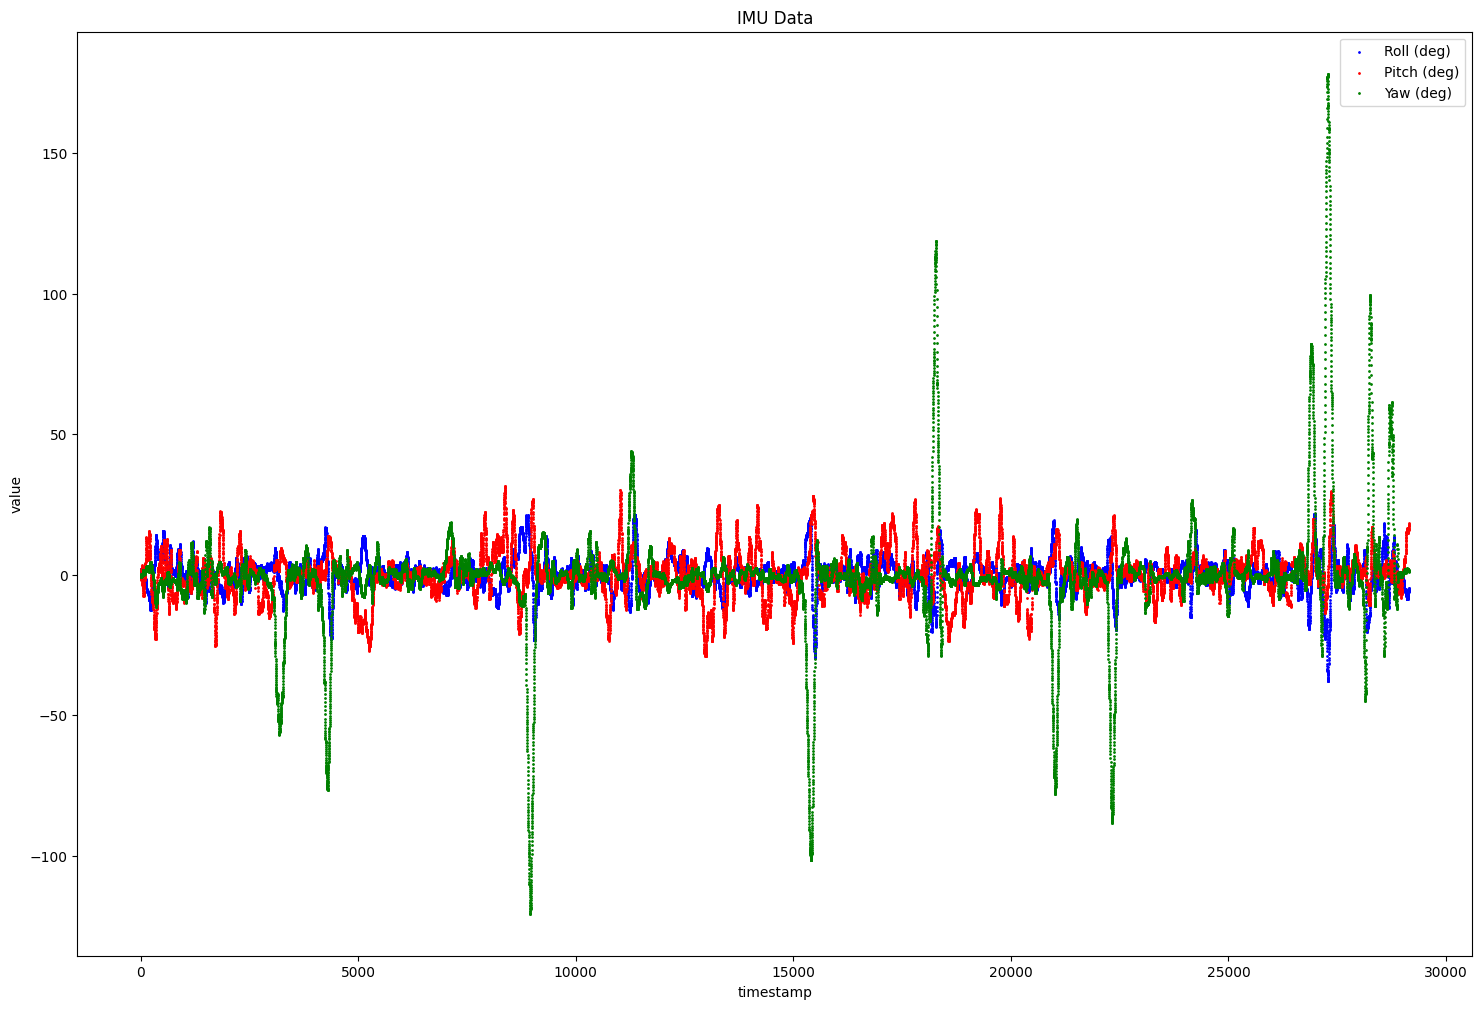 IMU Data
Roll (deg)
Pitch (deg)
Yaw (deg)
value
150
100
50
0
−50
−100
0 5000 10000 15000 20000 25000 30000
timestamp